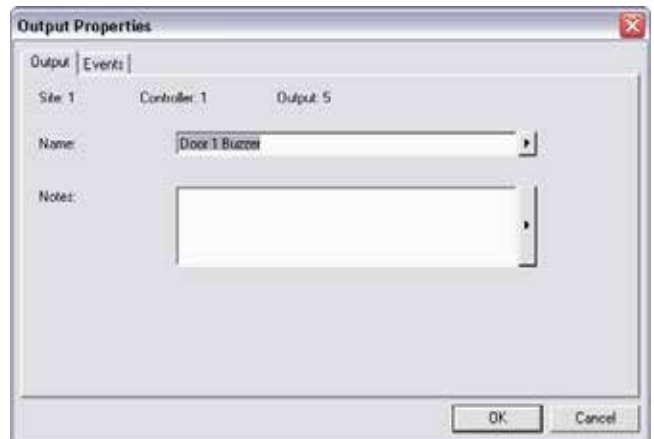 Output Properties
Output Events
Site: 1 Controller: 1 Output: 5
Name: Door 1 Buzzer
Notes:
OK Cancel